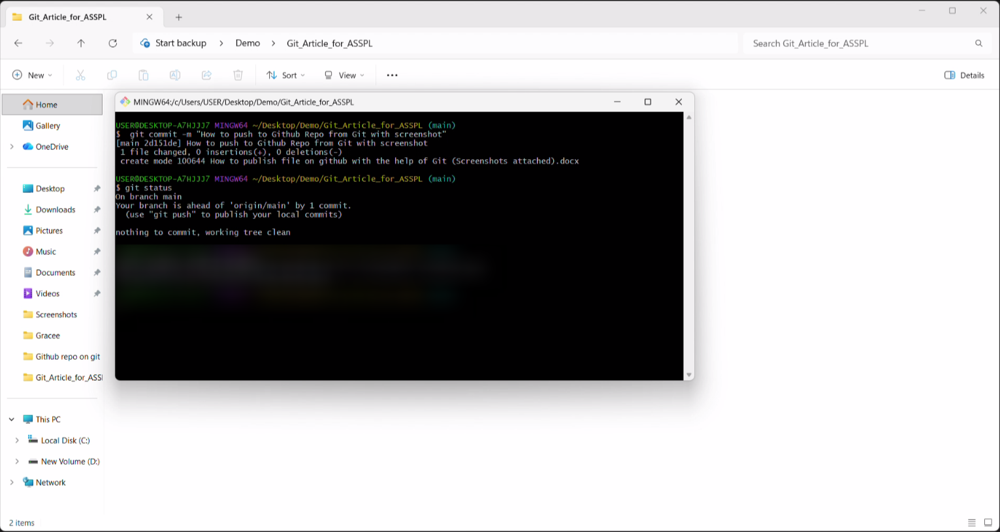 Git_Article_for_ASSPL
Start backup > Demo > Git_Article_for_ASSPL
Search Git_Article_for_ASSPL
New
Sort
View
Details
Home
Gallery
OneDrive
Desktop
Downloads
Pictures
Music
Documents
Videos
Screenshots
Gracee
Github repo on git
Git_Article_for_ASSI
This PC
Local Disk (C:)
New Volume (D:)
Network
2 items
MINGW64:/c/Users/USER/Desktop/Demo/Git_Article_for_ASSPL
USER@DESKTOP-A7HJJJ7 MINGW64 ~/Desktop/Demo/Git_Article_for_ASSPL (main)
$  git commit -m "How to push to Github Repo from Git with screenshot"
[main 2d151de] How to push to Github Repo from Git with screenshot
 1 file changed, 0 insertions(+), 0 deletions(-)
 create mode 100644 How to publish file on github with the help of Git (Screenshots attached).docx
USER@DESKTOP-A7HJJJ7 MINGW64 ~/Desktop/Demo/Git_Article_for_ASSPL (main)
$ git status
On branch main
Your branch is ahead of 'origin/main' by 1 commit.
  (use "git push" to publish your local commits)
nothing to commit, working tree clean